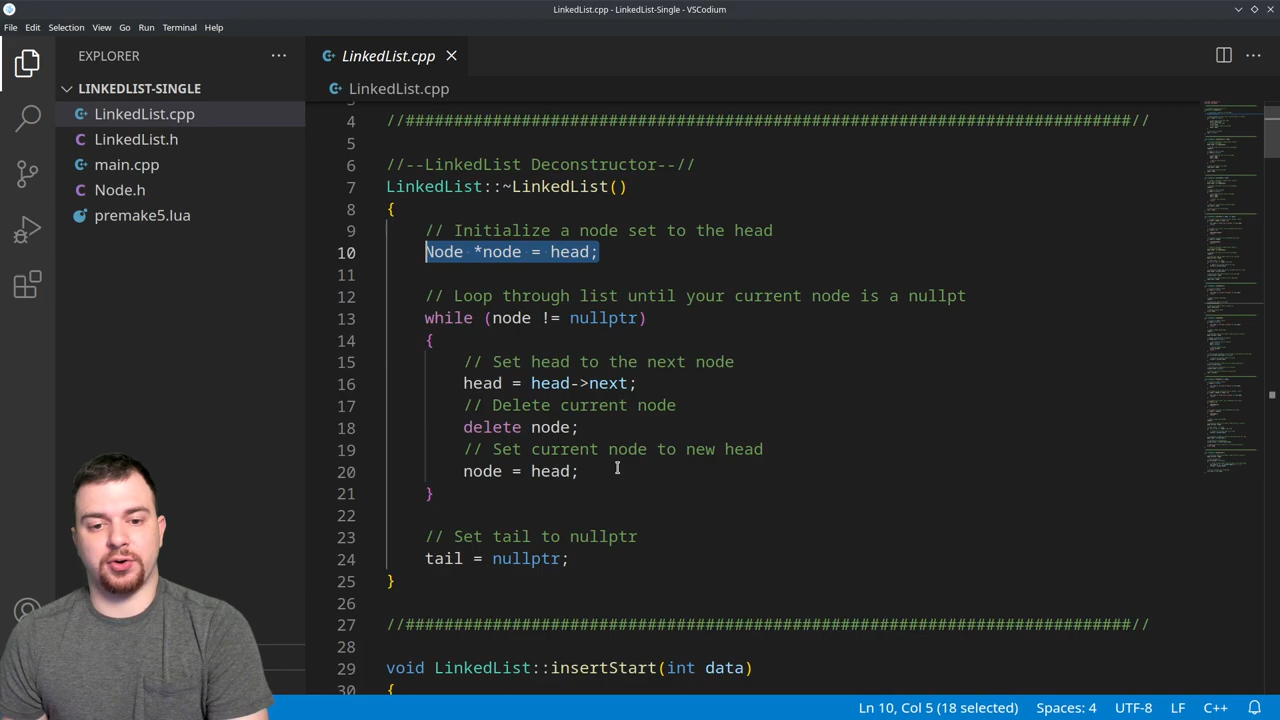 LinkedList.cpp - LinkedList-Single - VSCodium
File Edit Selection View Go Run Terminal Help
EXPLORER
LINKEDLIST-SINGLE
LinkedList.cpp
LinkedList.h
main.cpp
Node.h
premake5.lua
LinkedList.cpp
LinkedList.cpp
4 //###########################################################################//
5
6 //--LinkedList Deconstructor--//
7 LinkedList::~LinkedList()
8 {
9 // Initialize a node set to the head
10 Node *node = head;
11
12 // Loop trough list until your current node is a nullpt
13 while (node != nullptr)
14 {
15 // Set head to the next node
16 head = head->next;
17 // Delete current node
18 delete node;
19 // Set current node to new head
20 node = head;
21 }
22
23 // Set tail to nullptr
24 tail = nullptr;
25 }
26
27 //###########################################################################//
28
29 void LinkedList::insertStart(int data)
30 {
Ln 10, Col 5 (18 selected) Spaces: 4 UTF-8 LF C++